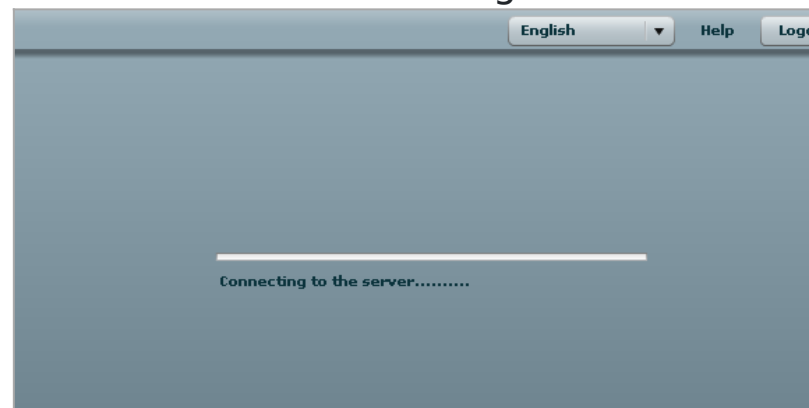 English Help
Connecting to the server..........